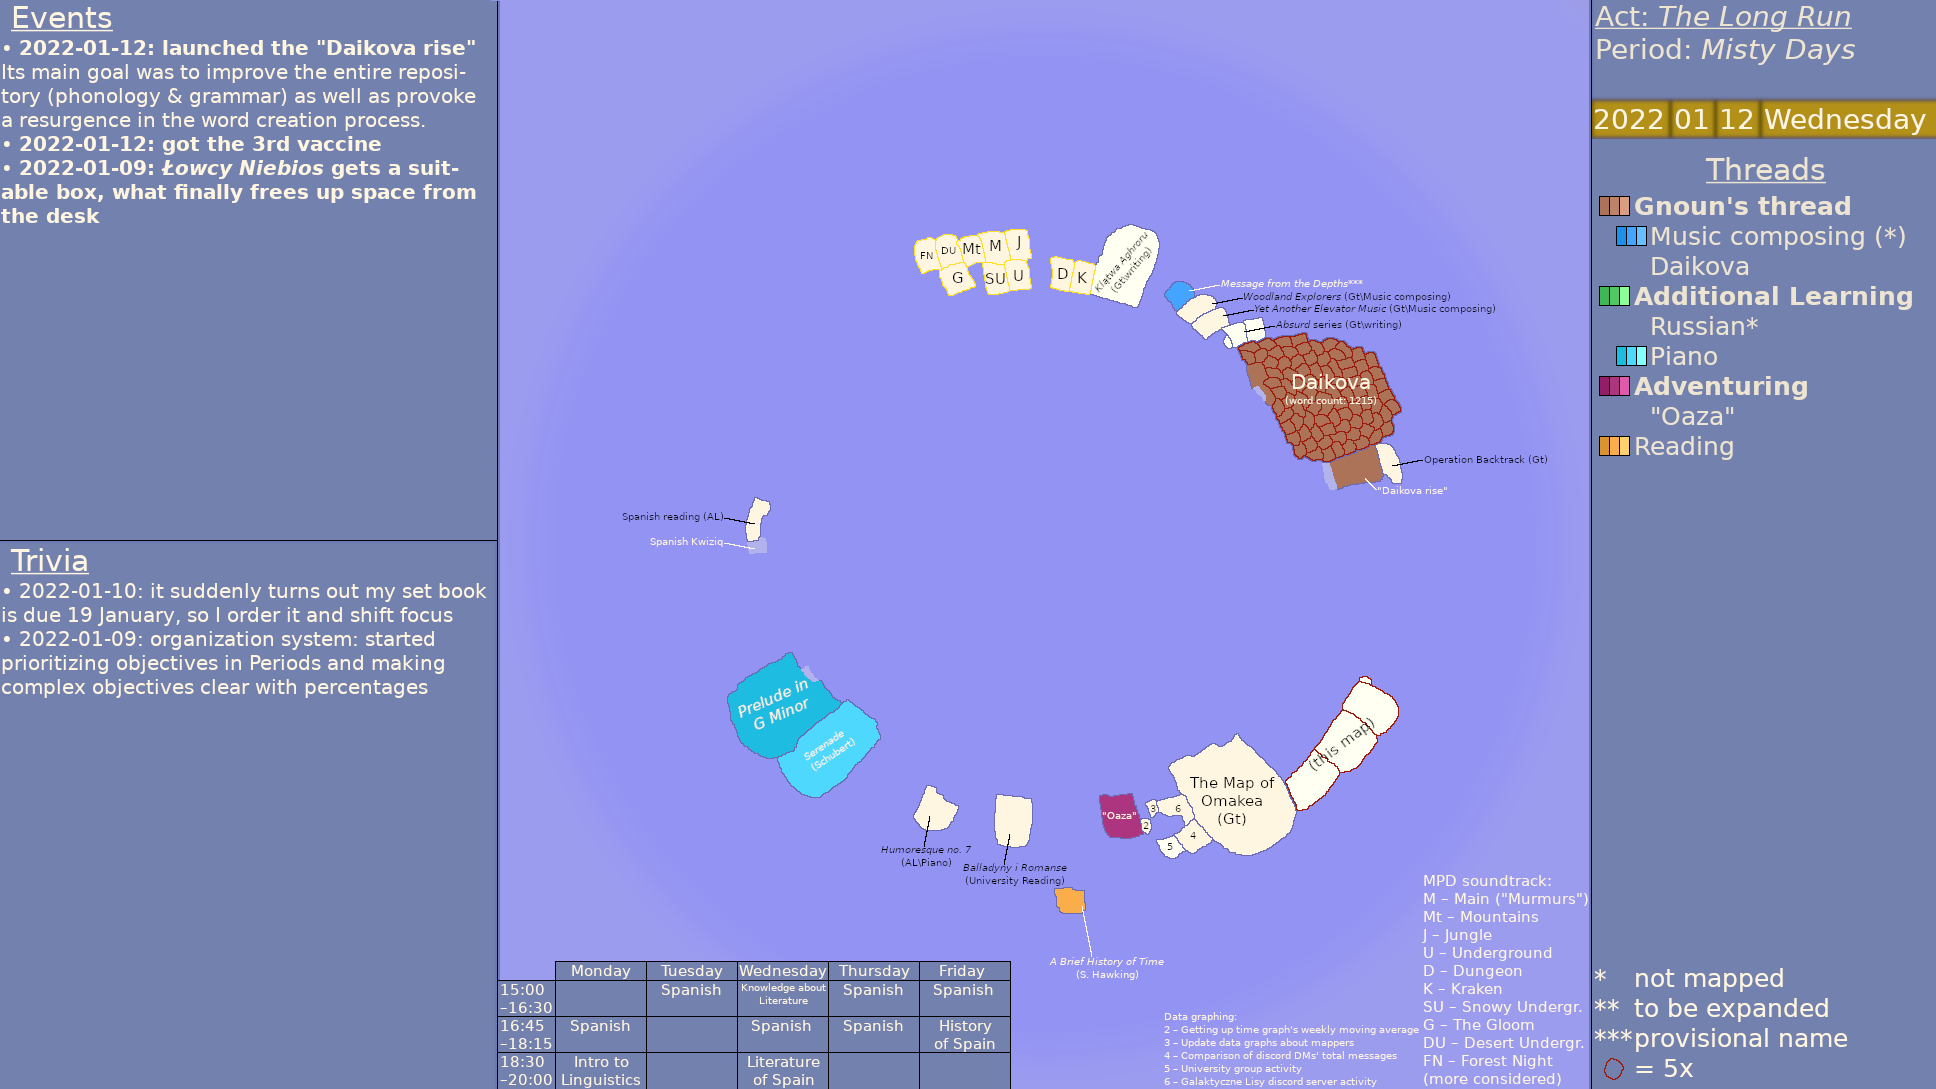 Events
• 2022-01-12: launched the "Daikova rise"
Its main goal was to improve the entire reposi-
tory (phonology & grammar) as well as provoke
a resurgence in the word creation process.
• 2022-01-12: got the 3rd vaccine
• 2022-01-09: Łowcy Niebios gets a suit-
able box, what finally frees up space from
the desk
Trivia
• 2022-01-10: it suddenly turns out my set book
is due 19 January, so I order it and shift focus
• 2022-01-09: organization system: started
prioritizing objectives in Periods and making
complex objectives clear with percentages
FN
DU
Mt
M
J
G
SU
U
D
K
Klątwa Aghroru
(Gt\writing)
Message from the Depths***
Woodland Explorers (Gt\Music composing)
Yet Another Elevator Music (Gt\Music composing)
Absurd series (Gt\writing)
Daikova
(word count: 1215)
Operation Backtrack (Gt)
"Daikova rise"
Spanish reading (AL)
Spanish Kwiziq
Prelude in
G Minor
Serenade
(Schubert)
Humoresque no. 7
(AL\Piano)
Balladyny i Romanse
(University Reading)
A Brief History of Time
(S. Hawking)
"Oaza"
3
6
2
4
5
The Map of
Omakea
(Gt)
(this map)
Monday Tuesday Wednesday Thursday Friday
15:00
–16:30
Spanish
Knowledge about
Literature
Spanish
Spanish
16:45
–18:15
Spanish
Spanish
Spanish
History
of Spain
18:30
–20:00
Intro to
Linguistics
Literature
of Spain
Data graphing:
2 – Getting up time graph's weekly moving average
3 – Update data graphs about mappers
4 – Comparison of discord DMs' total messages
5 – University group activity
6 – Galaktyczne Lisy discord server activity
MPD soundtrack:
M – Main ("Murmurs")
Mt – Mountains
J – Jungle
U – Underground
D – Dungeon
K – Kraken
SU – Snowy Undergr.
G – The Gloom
DU – Desert Undergr.
FN – Forest Night
(more considered)
Act: The Long Run
Period: Misty Days
2022 01 12 Wednesday
Threads
Gnoun's thread
Music composing (*)
Daikova
Additional Learning
Russian*
Piano
Adventuring
"Oaza"
Reading
* not mapped
** to be expanded
***provisional name
= 5x